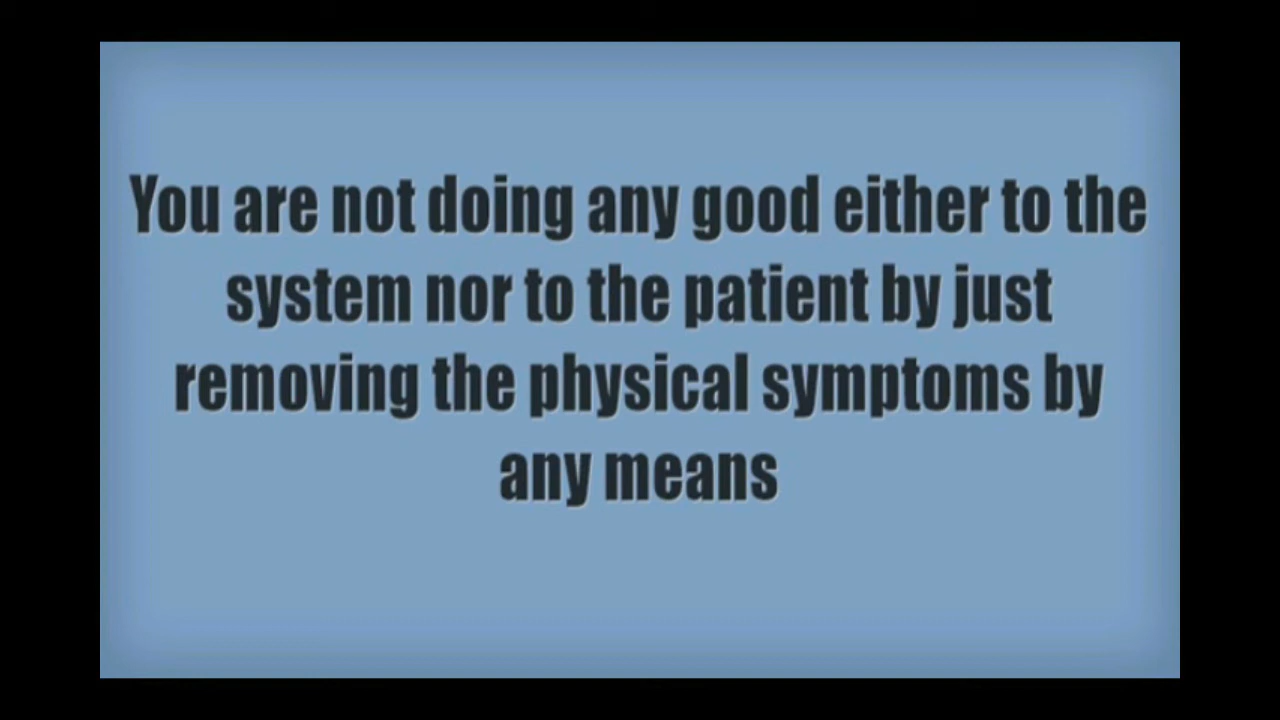 You are not doing any good either to the
system nor to the patient by just
removing the physical symptoms by
any means